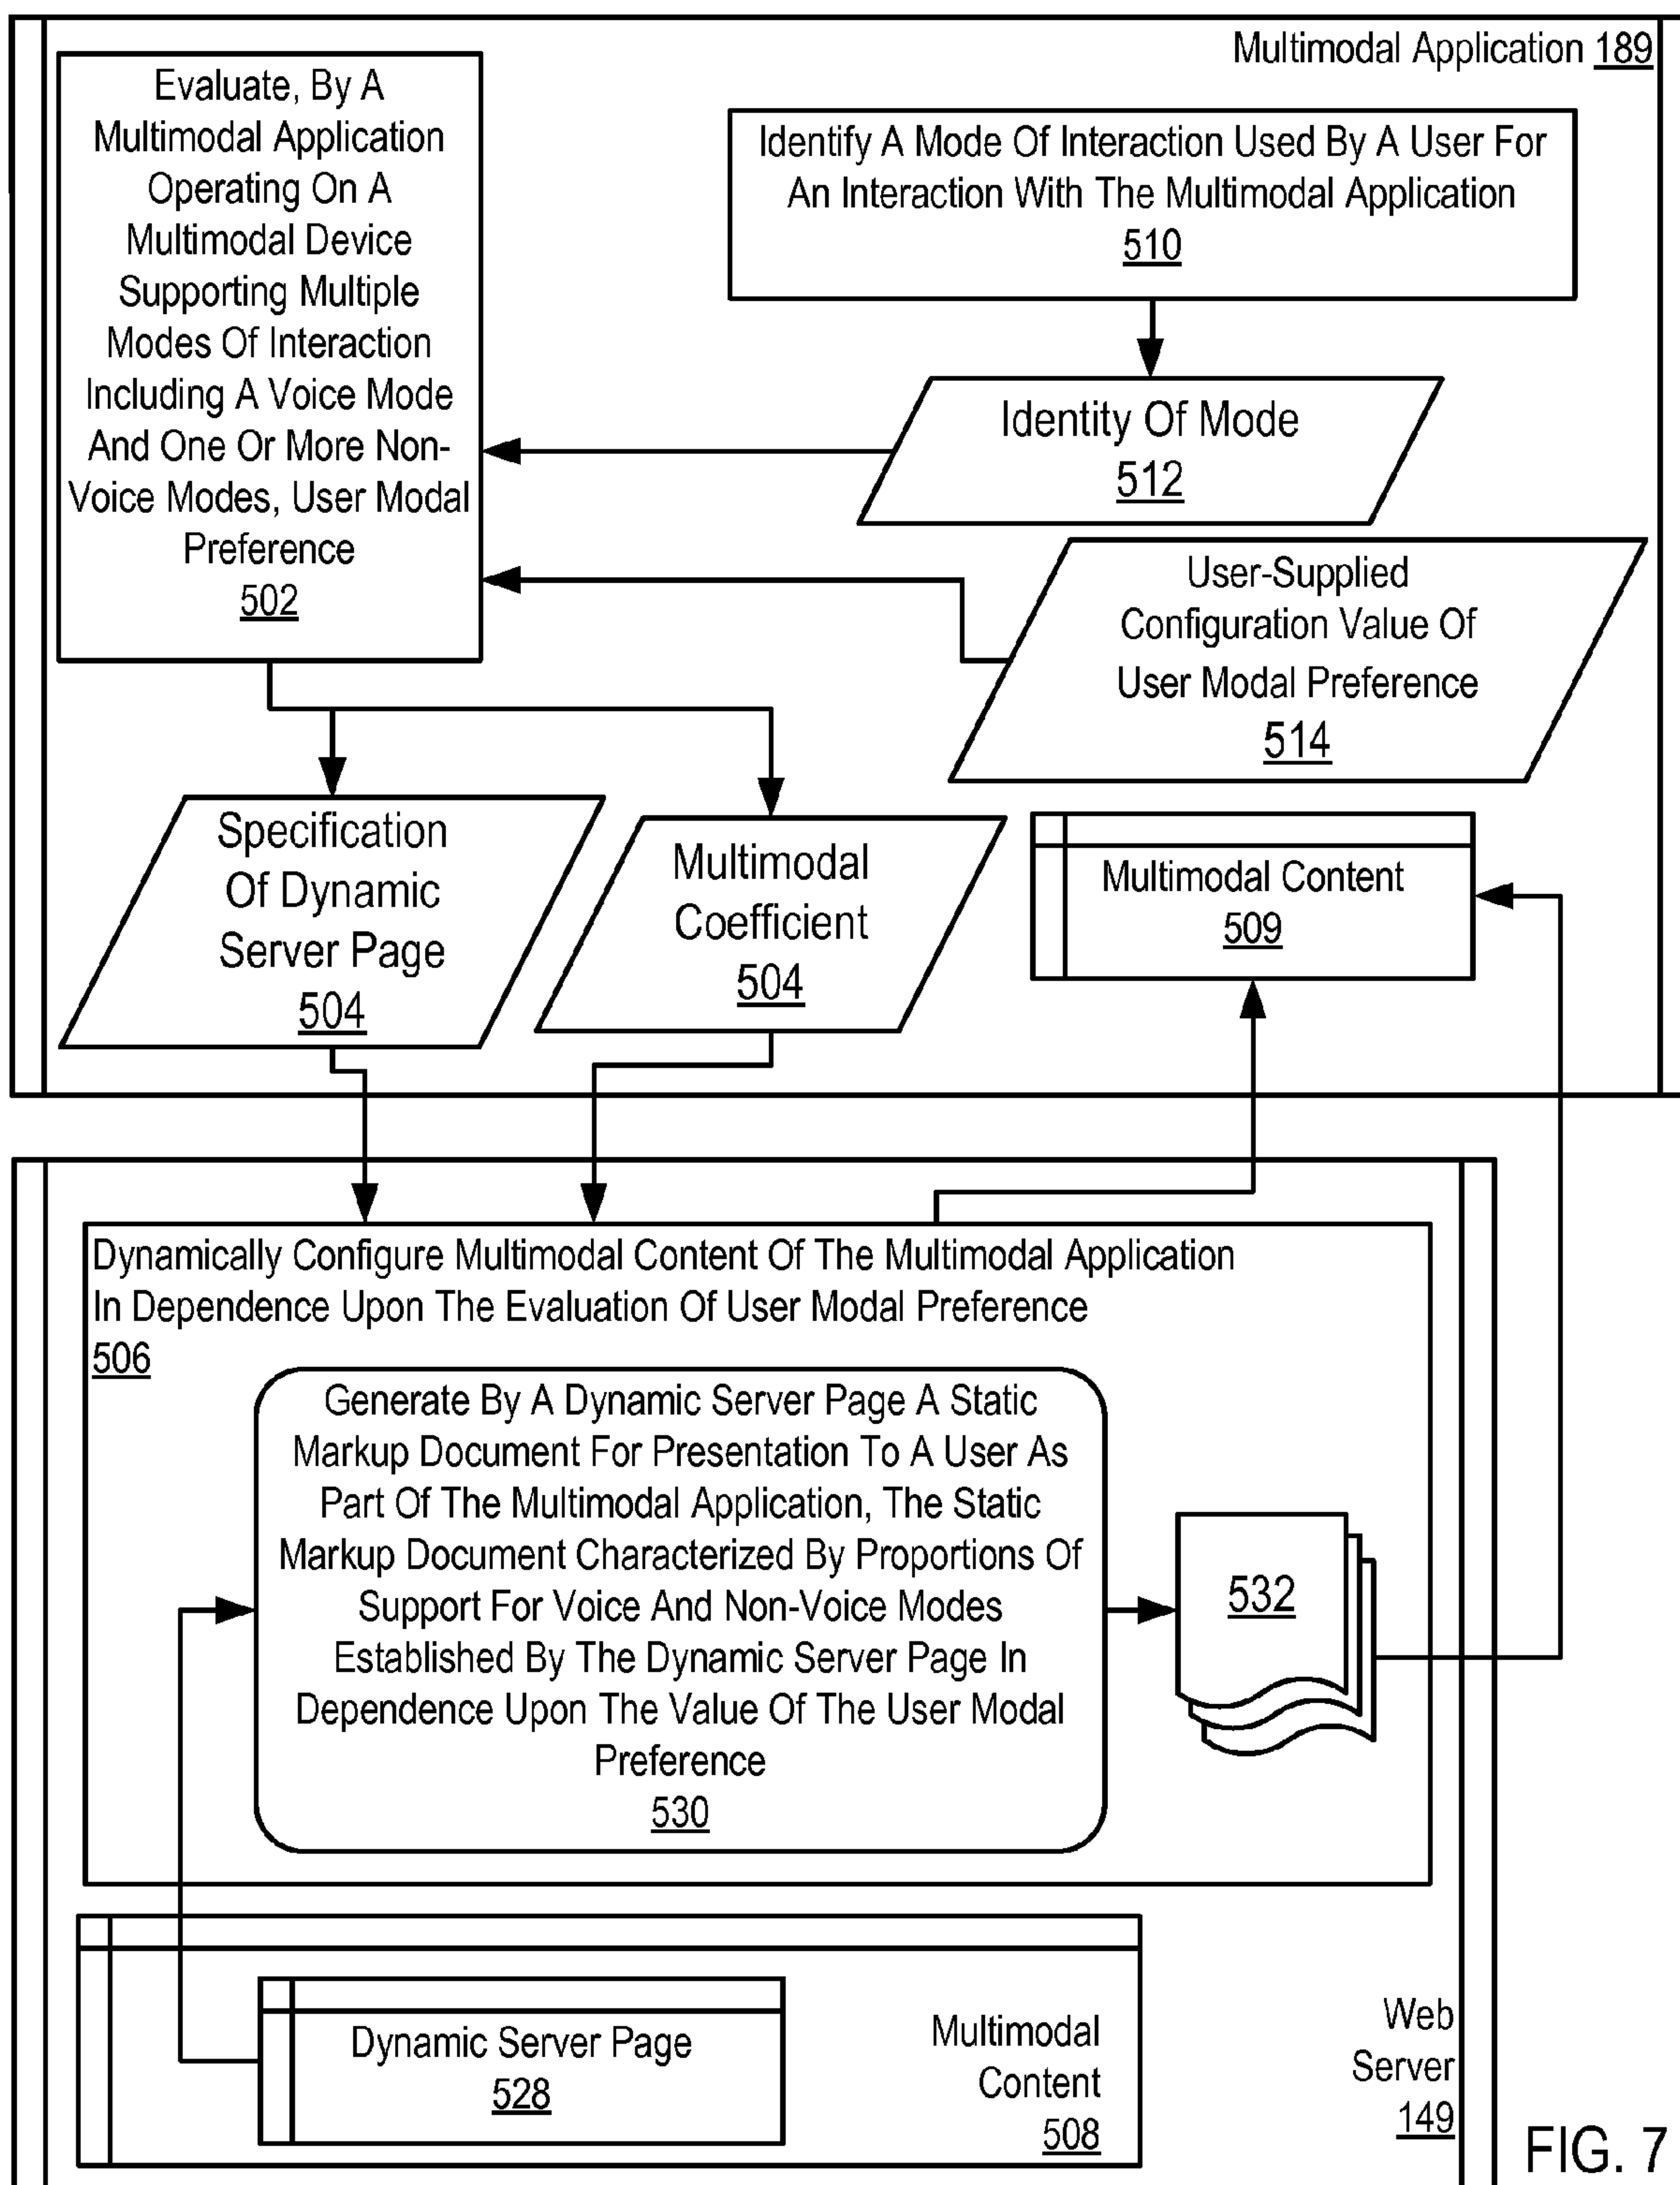 Multimodal Application 189
Evaluate, By A
Multimodal Application
Operating On A
Multimodal Device
Supporting Multiple
Modes Of Interaction
Including A Voice Mode
And One Or More Non-
Voice Modes, User Modal
Preference
502
Identify A Mode Of Interaction Used By A User For
An Interaction With The Multimodal Application
510
Identity Of Mode
512
User-Supplied
Configuration Value Of
User Modal Preference
514
Specification
Of Dynamic
Server Page
504
Multimodal
Coefficient
504
Multimodal Content
509
Dynamically Configure Multimodal Content Of The Multimodal Application
In Dependence Upon The Evaluation Of User Modal Preference
506
Generate By A Dynamic Server Page A Static
Markup Document For Presentation To A User As
Part Of The Multimodal Application, The Static
Markup Document Characterized By Proportions Of
Support For Voice And Non-Voice Modes
Established By The Dynamic Server Page In
Dependence Upon The Value Of The User Modal
Preference
530
532
Dynamic Server Page
528
Multimodal
Content
508
Web
Server
149
FIG. 7